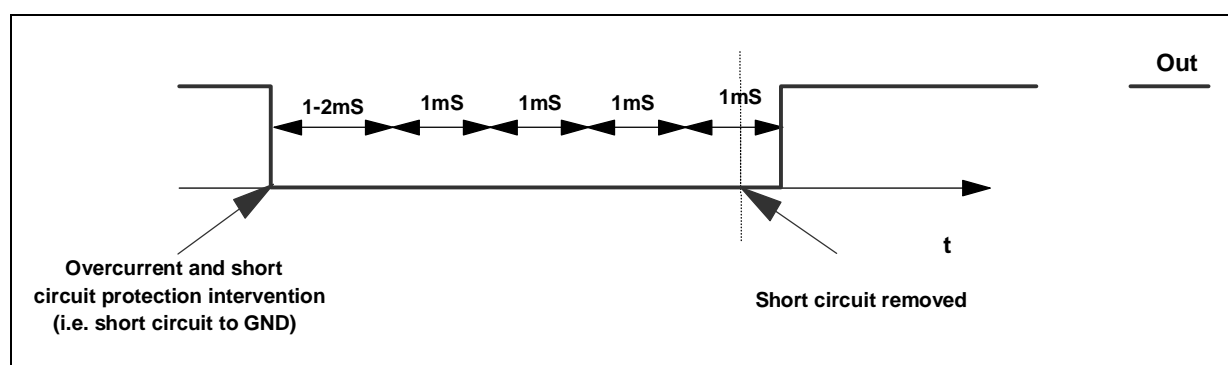 Out
1-2mS 1mS 1mS 1mS 1mS
t
Overcurrent and short
circuit protection intervention
(i.e. short circuit to GND)
Short circuit removed